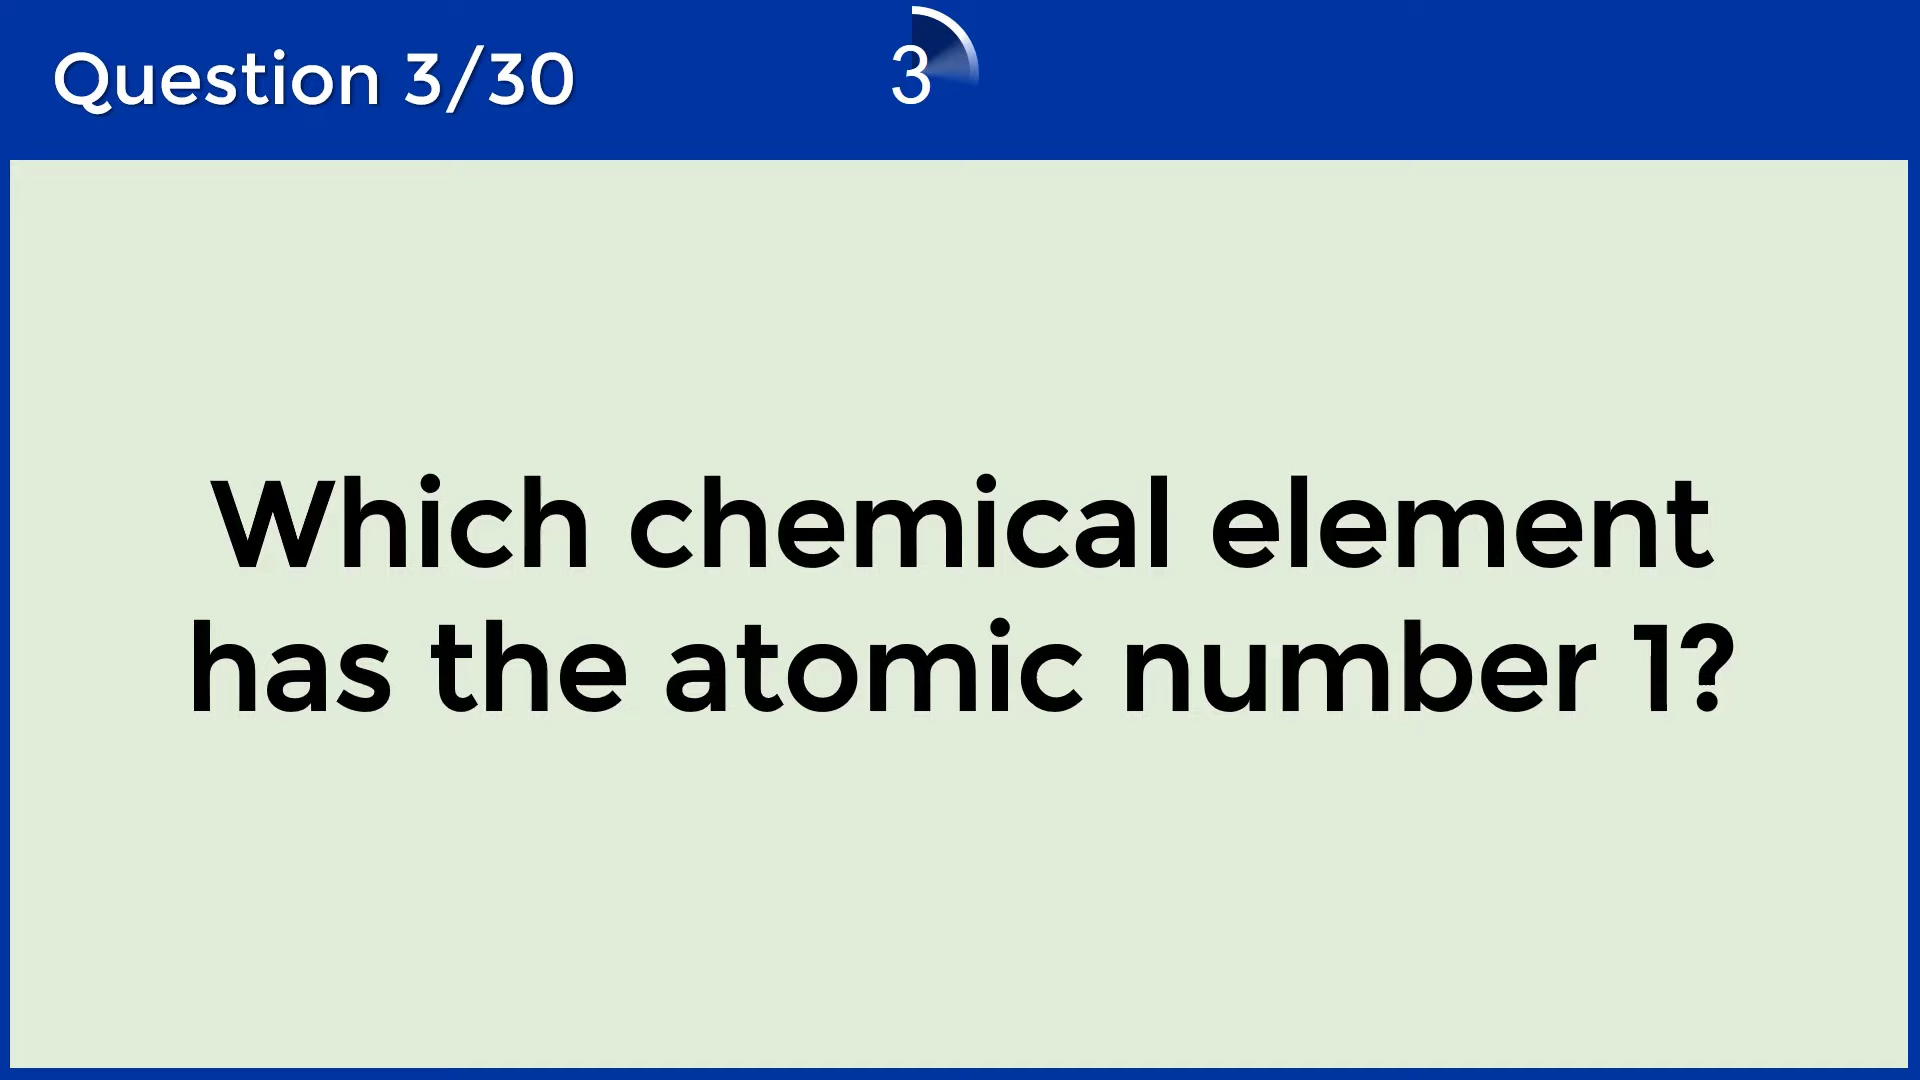 Question 3/30
3
Which chemical element
has the atomic number 1?